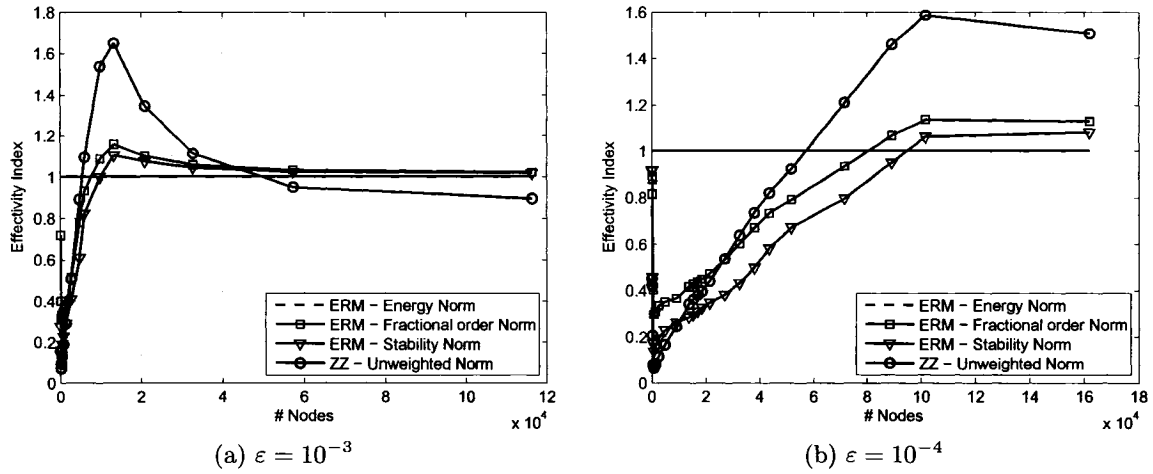 1.8
1.6
1.4
1.2
1
0.8
0.6
0.4
0.2
0
Effectivity Index
0 2 4 6 8 10 12
# Nodes
x 10^4
ERM – Energy Norm
ERM – Fractional order Norm
ERM – Stability Norm
ZZ – Unweighted Norm
(a) ε = 10^{-3}
1.6
1.4
1.2
1
0.8
0.6
0.4
0.2
0
Effectivity Index
0 2 4 6 8 10 12 14 16 18
# Nodes
x 10^4
ERM – Energy Norm
ERM – Fractional order Norm
ERM – Stability Norm
ZZ – Unweighted Norm
(b) ε = 10^{-4}